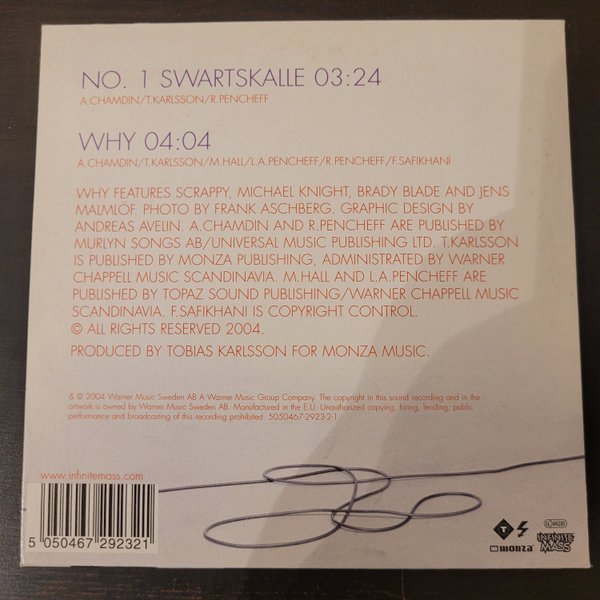 NO. 1 SWARTSKALLE 03:24
A.CHAMDIN/T.KARLSSON/R.PENCHEFF
WHY 04:04
A.CHAMDIN/T.KARLSSON/M.HALL/L.A.PENCHEFF/R.PENCHEFF/F.SAFIKHANI
WHY FEATURES SCRAPPY, MICHAEL KNIGHT, BRADY BLADE AND JENS
MALMLÖF. PHOTO BY FRANK ASCHBERG. GRAPHIC DESIGN BY
ANDREAS AVELIN. A.CHAMDIN AND R.PENCHEFF ARE PUBLISHED BY
MURLYN SONGS AB/UNIVERSAL MUSIC PUBLISHING LTD. T.KARLSSON
IS PUBLISHED BY MONZA PUBLISHING, ADMINISTRATED BY WARNER
CHAPPELL MUSIC SCANDINAVIA. M.HALL AND L.A.PENCHEFF ARE
PUBLISHED BY TOPAZ SOUND PUBLISHING/WARNER CHAPPELL MUSIC
SCANDINAVIA. F.SAFIKHANI IS COPYRIGHT CONTROL.
© ALL RIGHTS RESERVED 2004.
PRODUCED BY TOBIAS KARLSSON FOR MONZA MUSIC.
& © 2004 Warner Music Sweden AB A Warner Music Group Company. The copyright in this sound recording and in the
artwork is owned by Warner Music Sweden AB. Manufactured in the E.U. Unauthorized copying, hiring, lending, public
performance and broadcasting of this recording prohibited. 5050467-2923-2-1
www.infinitemass.com
5 050467 292321
monza
INFINITE
MASS